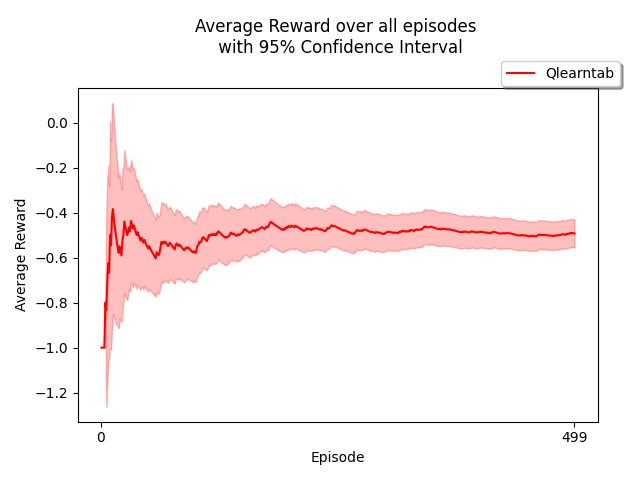 Average Reward over all episodes
with 95% Confidence Interval
Qlearntab
Average Reward
0.0
−0.2
−0.4
−0.6
−0.8
−1.0
−1.2
0
499
Episode